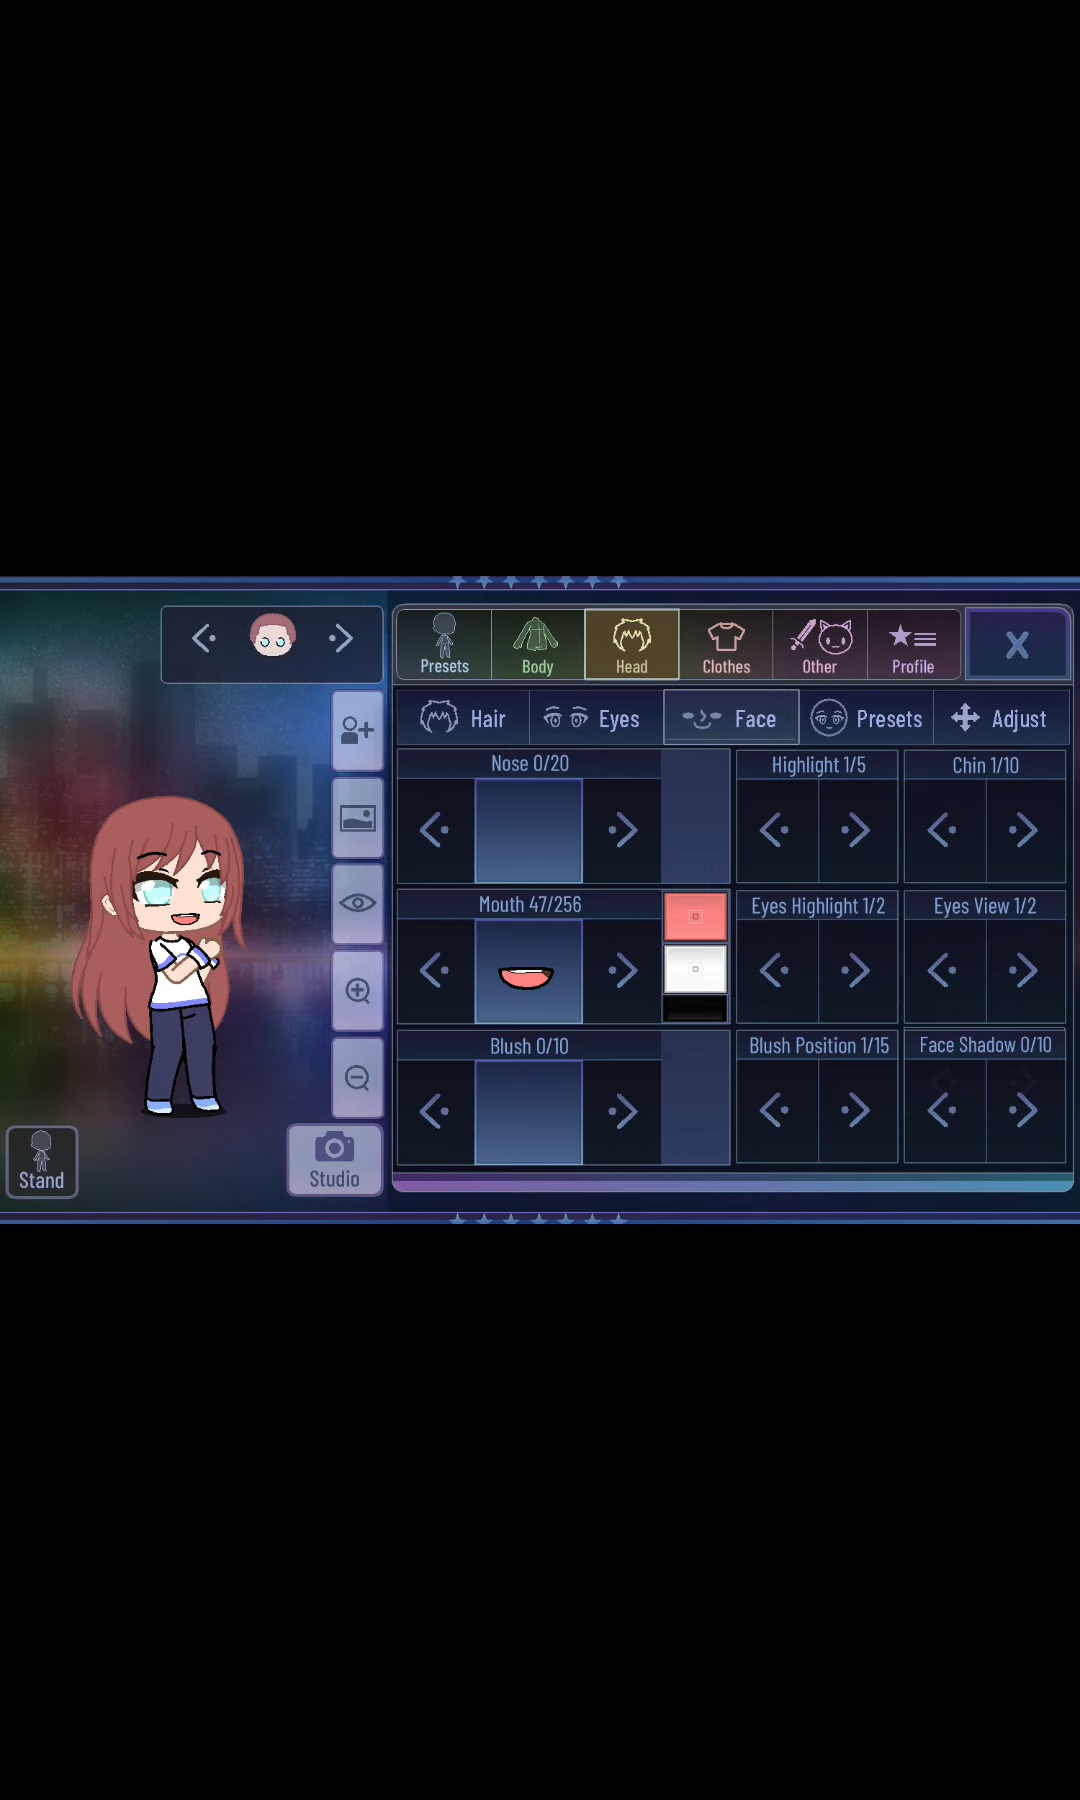 Presets
Body
Head
Clothes
Other
Profile
X
Hair
Eyes
Face
Presets
Adjust
Nose 0/20
Highlight 1/5
Chin 1/10
Mouth 47/256
Eyes Highlight 1/2
Eyes View 1/2
Blush 0/10
Blush Position 1/15
Face Shadow 0/10
Stand
Studio